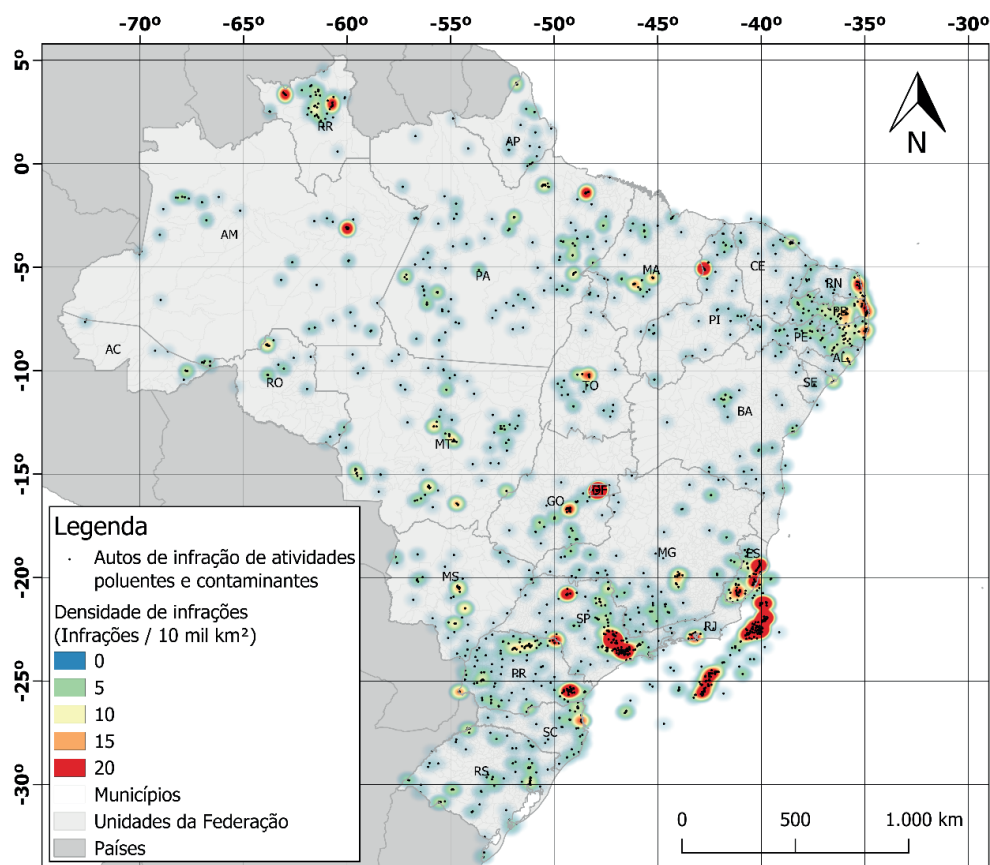 -70º -65º -60º -55º -50º -45º -40º -35º -30º
5º
0º
-5º
-10º
-15º
-20º
-25º
-30º
N
RR
AP
AM
PA
MA
CE
RN
PB
PI
PE
AC
AL
RO
TO
SE
BA
MT
GO
DF
MG
ES
MS
SP
RJ
PR
SC
RS
Legenda
Autos de infração de atividades
poluentes e contaminantes
Densidade de infrações
(Infrações / 10 mil km²)
0
5
10
15
20
Municípios
Unidades da Federação
Países
0 500 1.000 km